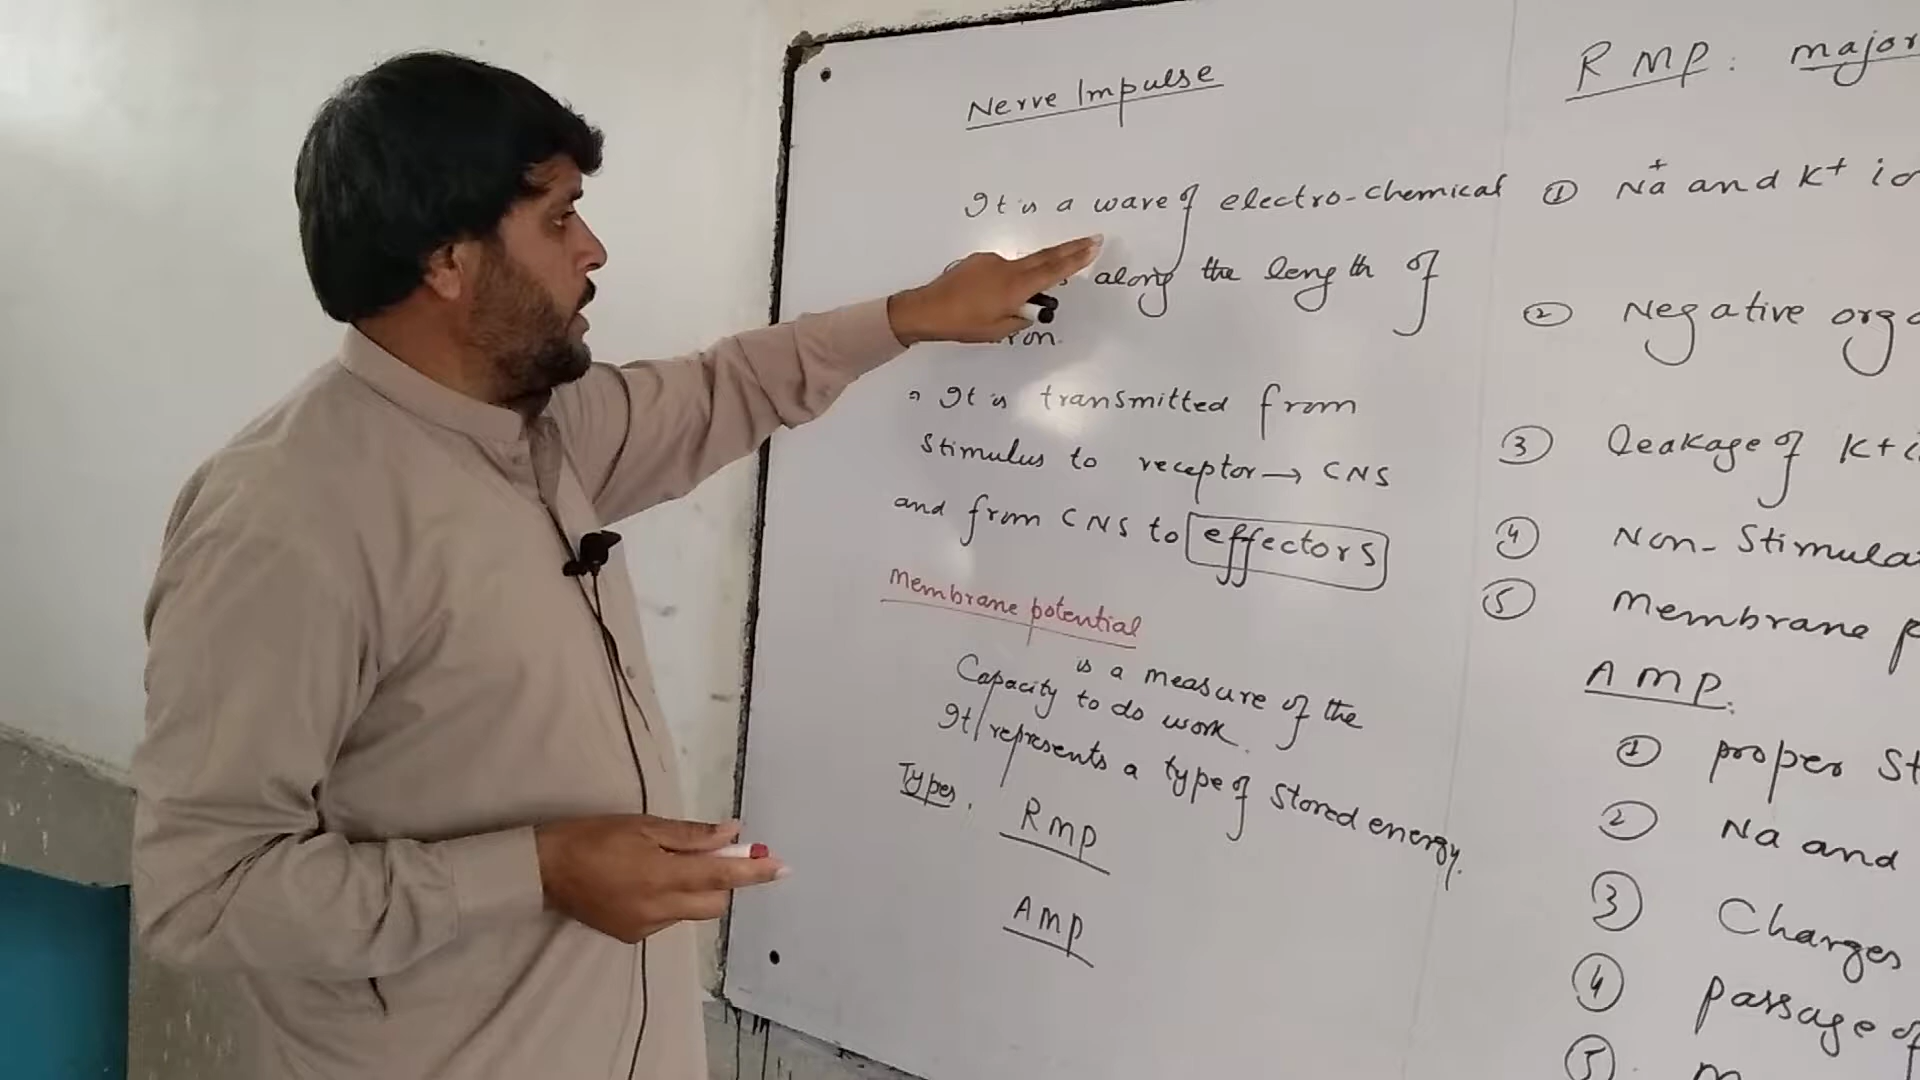 Nerve Impulse
It is a wave of electro-chemical
along the length of
It is transmitted from
Stimulus to receptor → CNS
and from CNS to effectors
Membrane potential
is a measure of the
Capacity to do work.
It represents a type of stored energy.
Types.
RMP
AMP
RMP: major
① Na+ and K+
② Negative
③ leakage of K+
④ Non-
⑤ Membrane
AMP:
① proper
② Na and
③ Charges
④ passage of
⑤